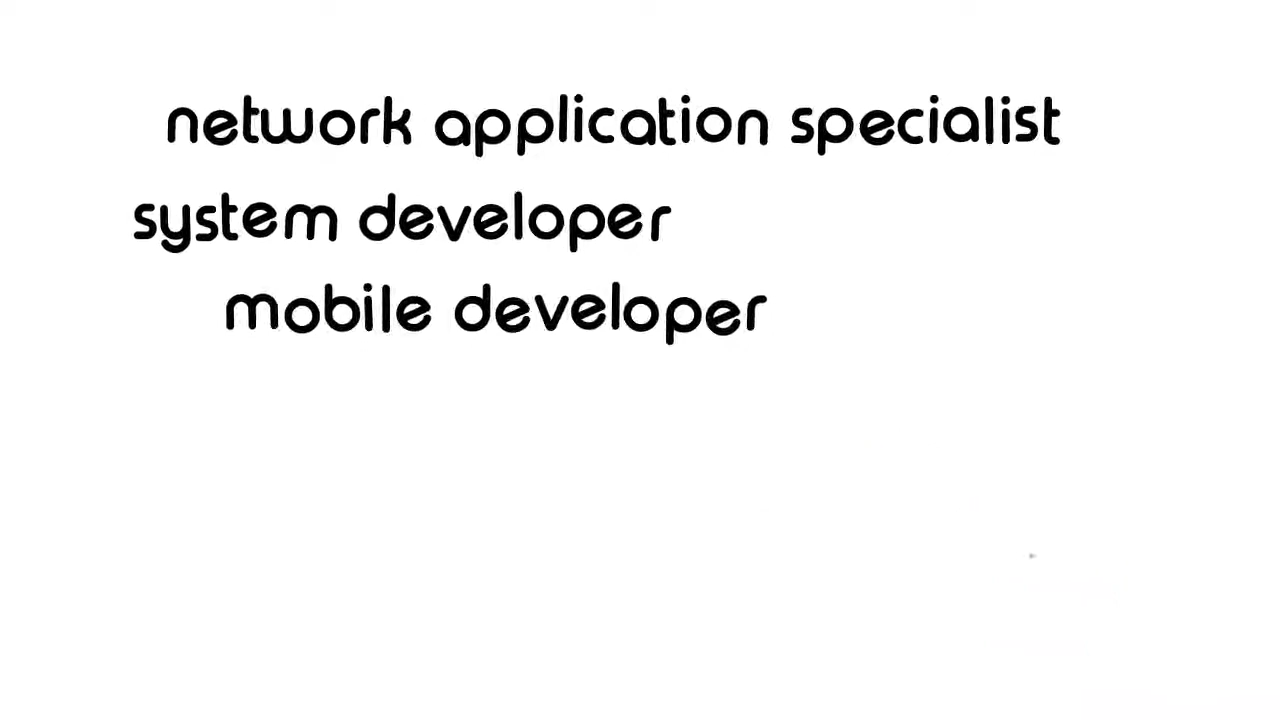 network application specialist
system developer
mobile developer